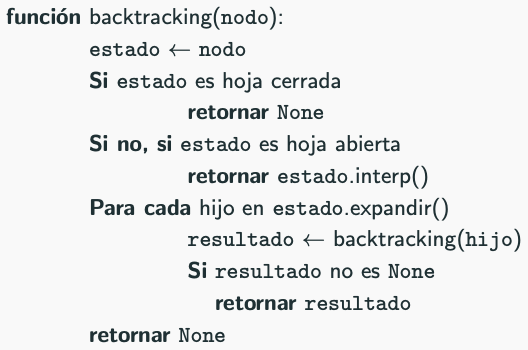 función backtracking(nodo):
estado ← nodo
Si estado es hoja cerrada
retornar None
Si no, si estado es hoja abierta
retornar estado.interp()
Para cada hijo en estado.expandir()
resultado ← backtracking(hijo)
Si resultado no es None
retornar resultado
retornar None